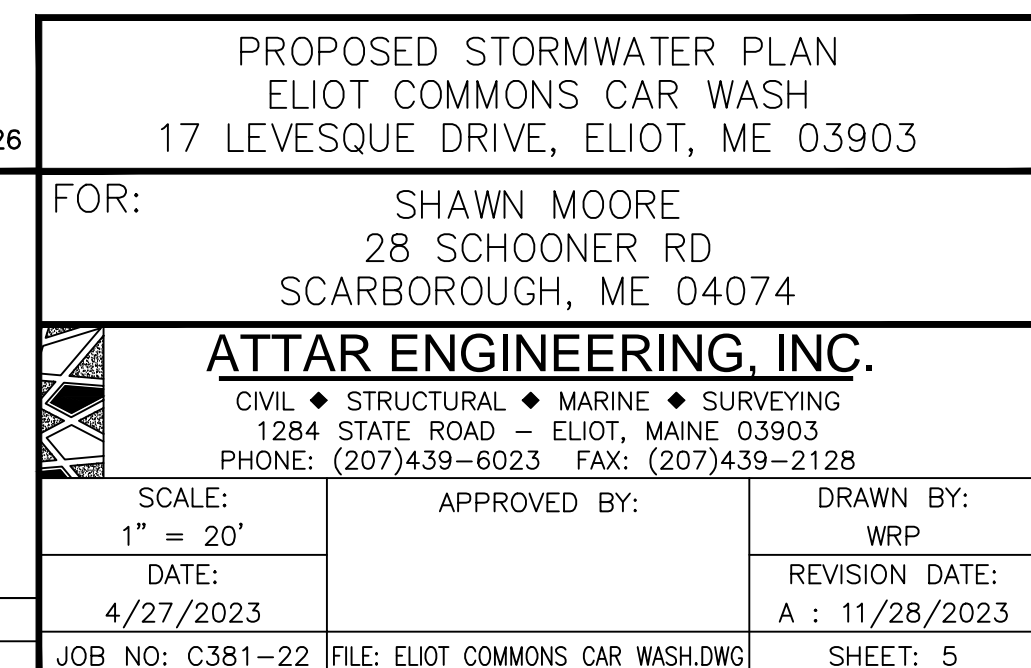 PROPOSED STORMWATER PLAN
ELIOT COMMONS CAR WASH
17 LEVESQUE DRIVE, ELIOT, ME 03903
26
FOR:
SHAWN MOORE
28 SCHOONER RD
SCARBOROUGH, ME 04074
ATTAR ENGINEERING, INC.
CIVIL ◆ STRUCTURAL ◆ MARINE ◆ SURVEYING
1284 STATE ROAD – ELIOT, MAINE 03903
PHONE: (207)439–6023 FAX: (207)439–2128
SCALE:
1" = 20'
APPROVED BY:
DRAWN BY:
WRP
DATE:
4/27/2023
REVISION DATE:
A : 11/28/2023
JOB NO: C381–22
FILE: ELIOT COMMONS CAR WASH.DWG
SHEET: 5